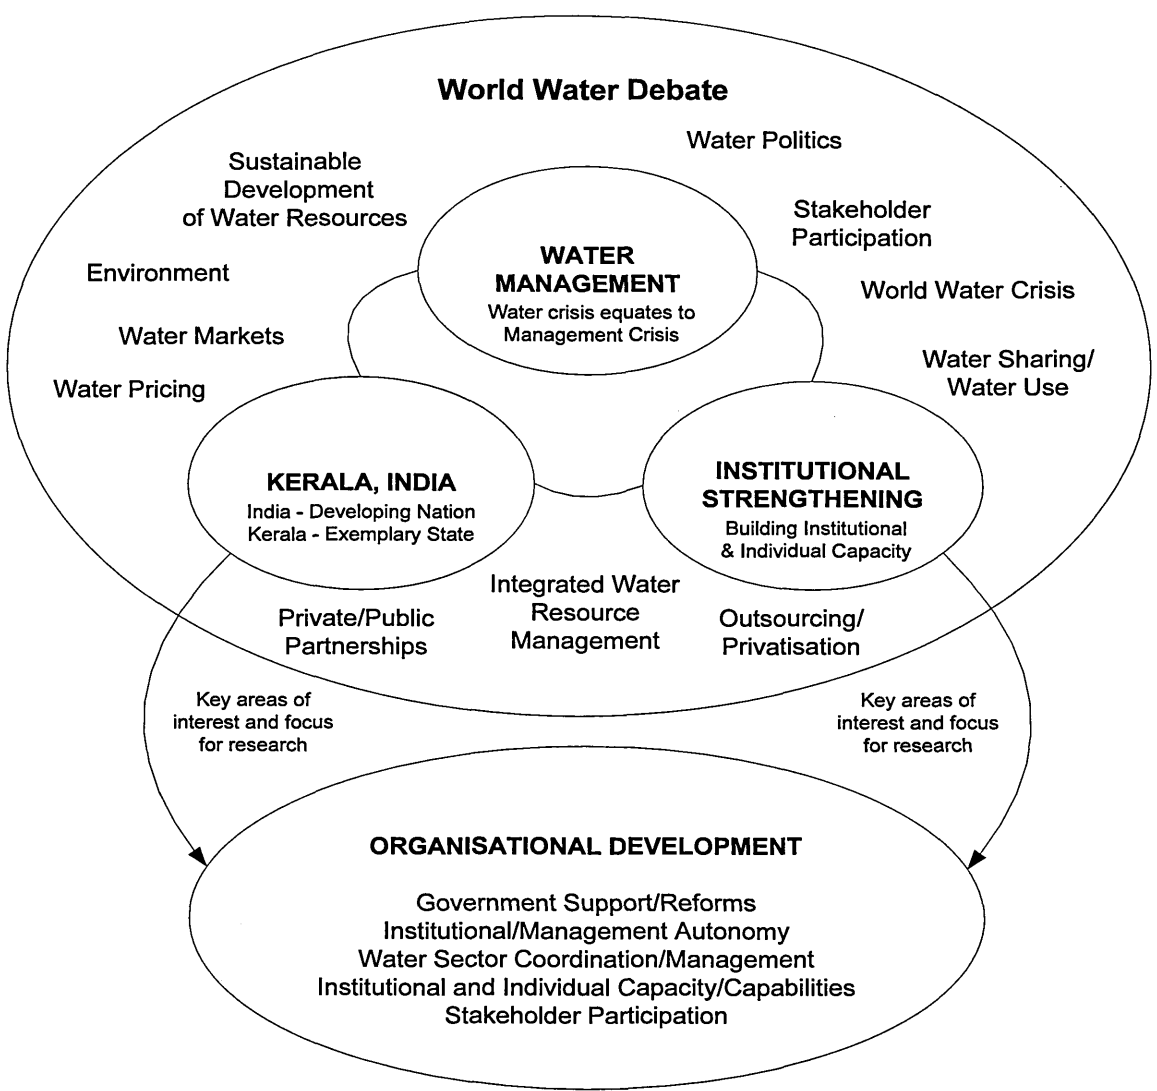 World Water Debate
Water Politics
Sustainable
Development
of Water Resources
Stakeholder
Participation
Environment
World Water Crisis
Water Markets
Water Sharing/
Water Use
Water Pricing
WATER
MANAGEMENT
Water crisis equates to
Management Crisis
KERALA, INDIA
India - Developing Nation
Kerala - Exemplary State
INSTITUTIONAL
STRENGTHENING
Building Institutional
& Individual Capacity
Private/Public
Partnerships
Integrated Water
Resource
Management
Outsourcing/
Privatisation
Key areas of
interest and focus
for research
Key areas of
interest and focus
for research
ORGANISATIONAL DEVELOPMENT
Government Support/Reforms
Institutional/Management Autonomy
Water Sector Coordination/Management
Institutional and Individual Capacity/Capabilities
Stakeholder Participation